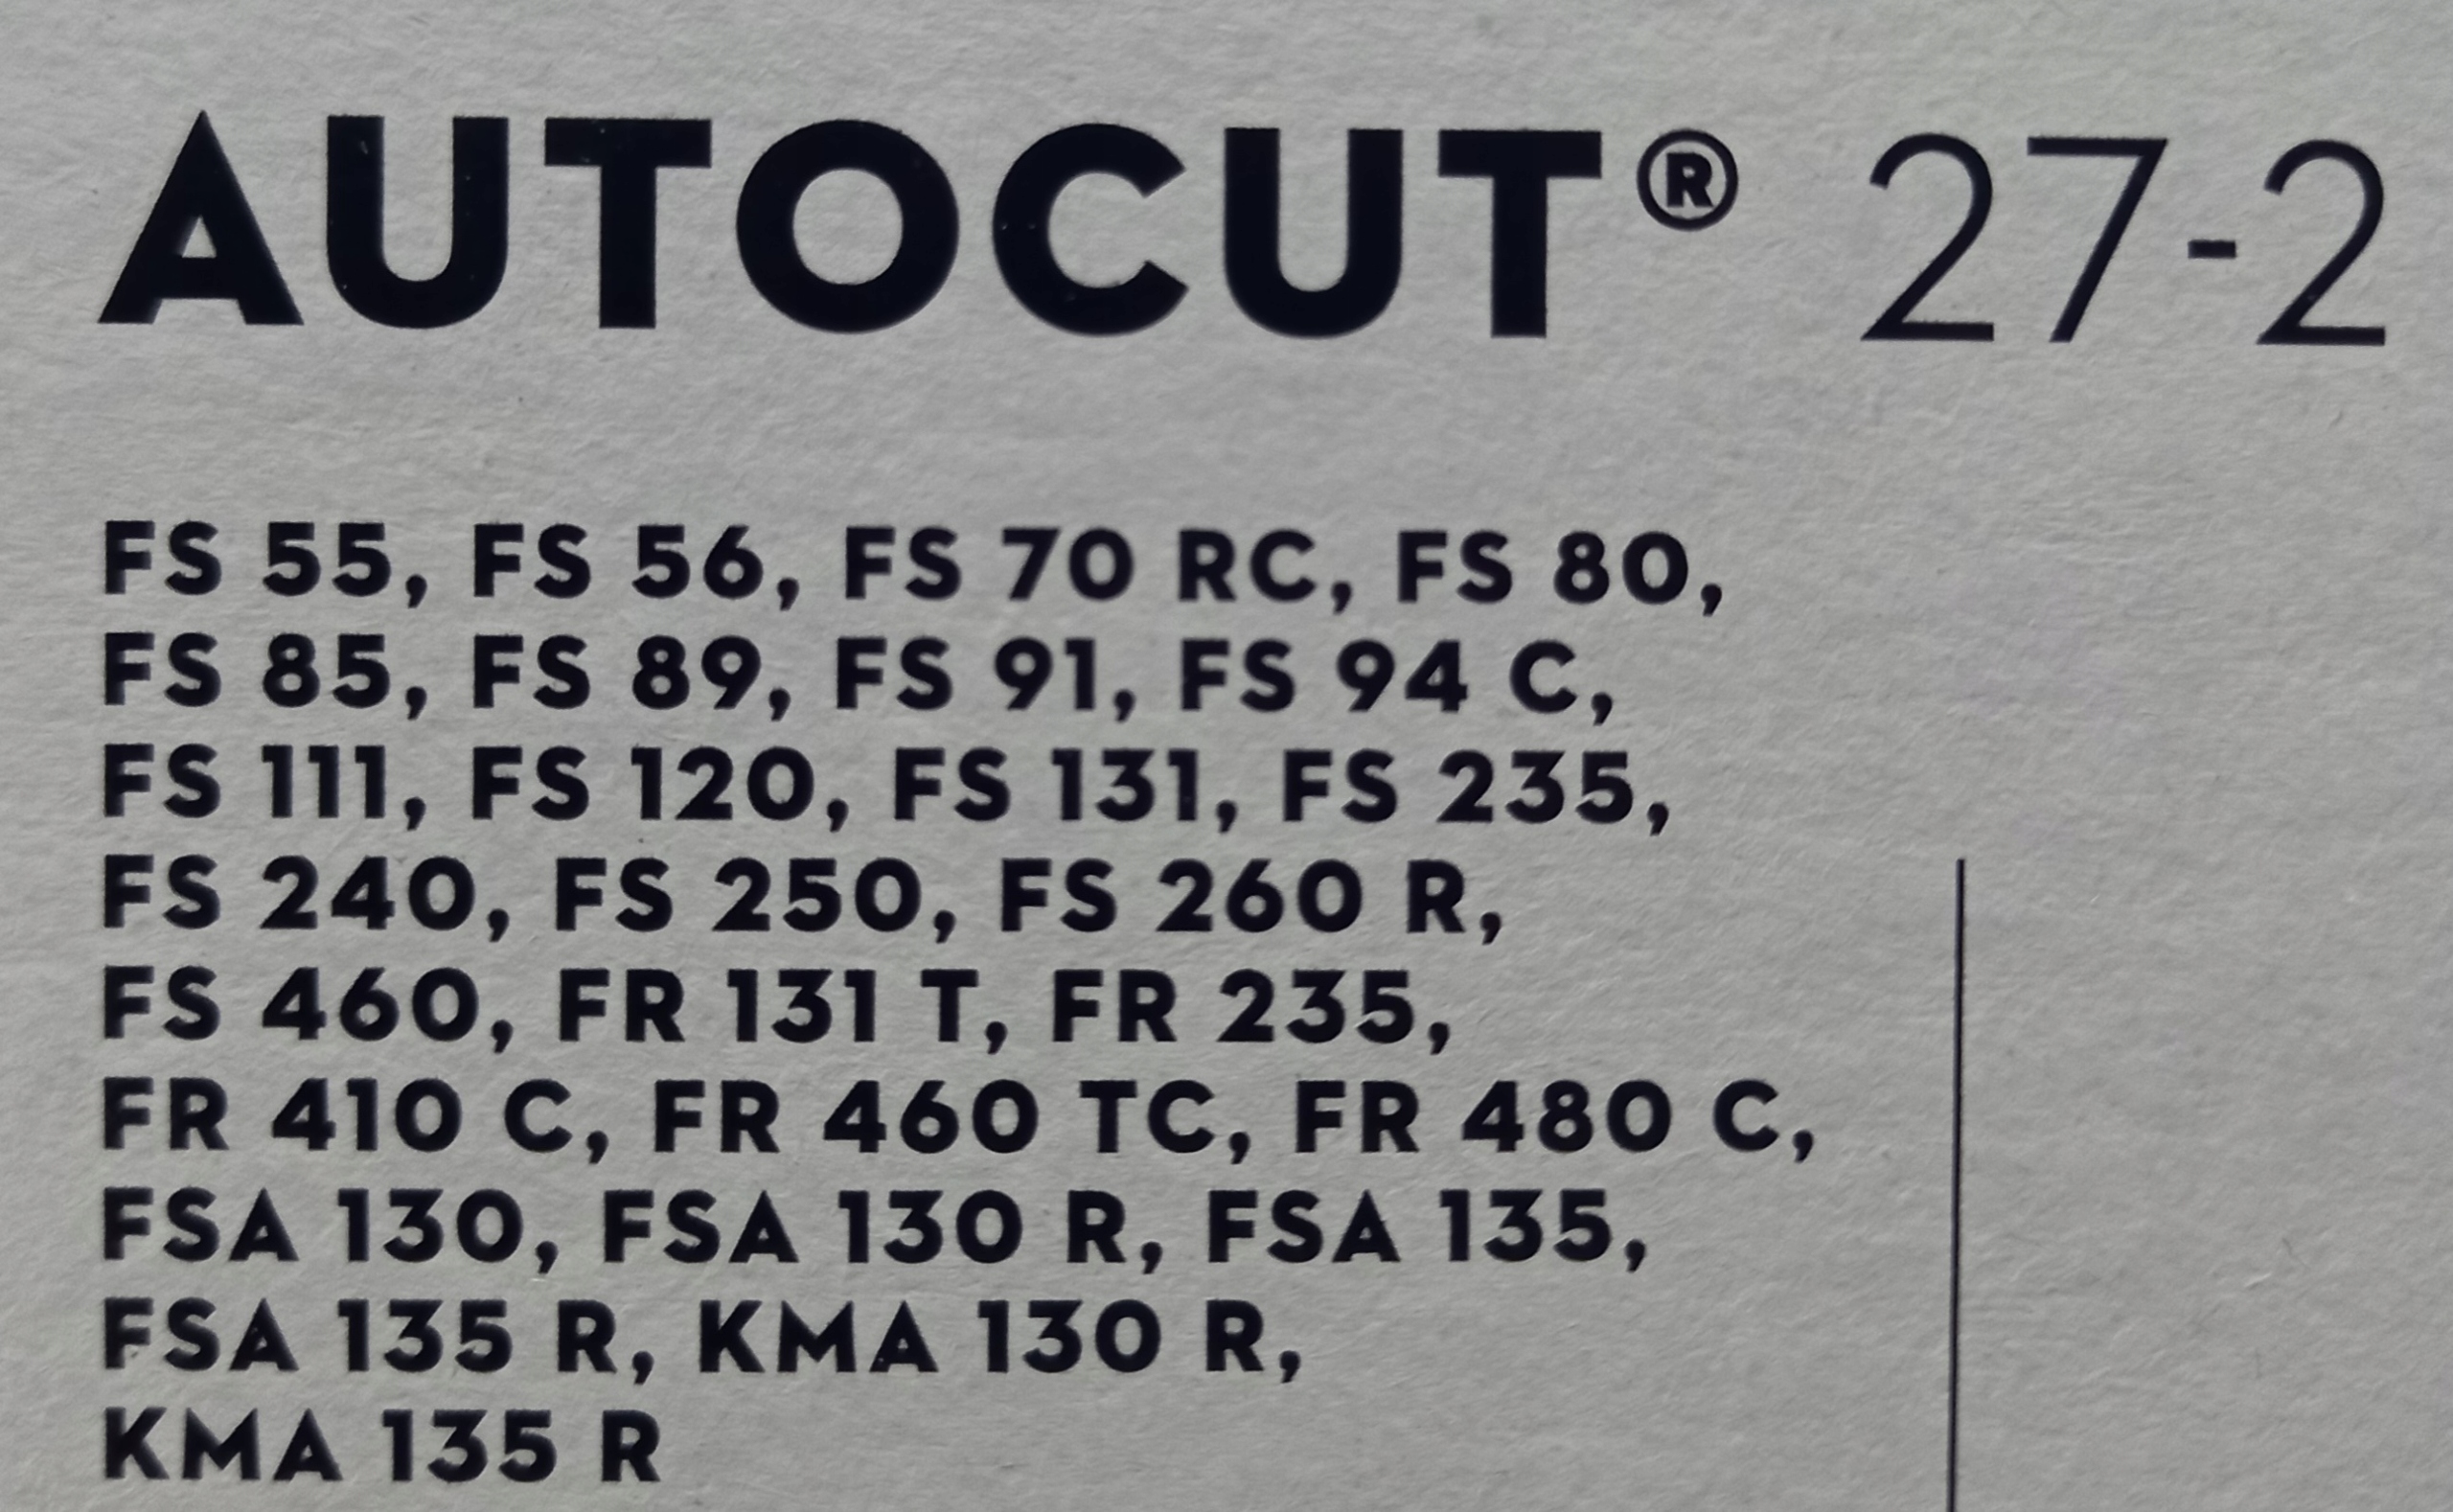 AUTOCUT® 27-2
FS 55, FS 56, FS 70 RC, FS 80,
FS 85, FS 89, FS 91, FS 94 C,
FS 111, FS 120, FS 131, FS 235,
FS 240, FS 250, FS 260 R,
FS 460, FR 131 T, FR 235,
FR 410 C, FR 460 TC, FR 480 C,
FSA 130, FSA 130 R, FSA 135,
FSA 135 R, KMA 130 R,
KMA 135 R